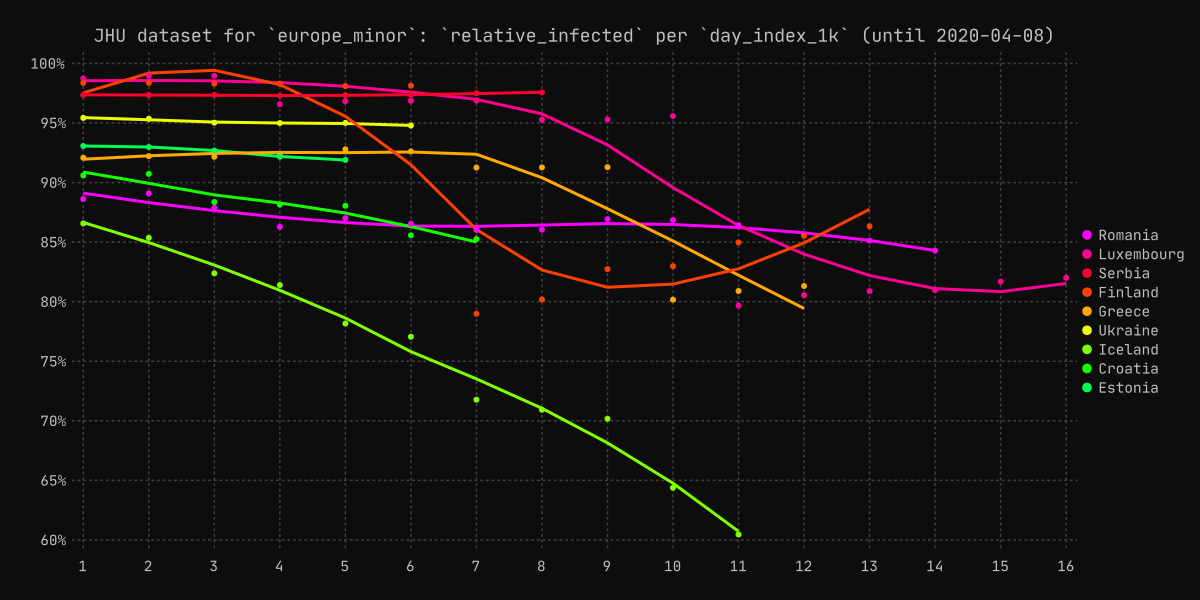 JHU dataset for `europe_minor`: `relative_infected` per `day_index_1k` (until 2020-04-08)
100%
95%
90%
85%
80%
75%
70%
65%
60%
1 2 3 4 5 6 7 8 9 10 11 12 13 14 15 16
Romania
Luxembourg
Serbia
Finland
Greece
Ukraine
Iceland
Croatia
Estonia